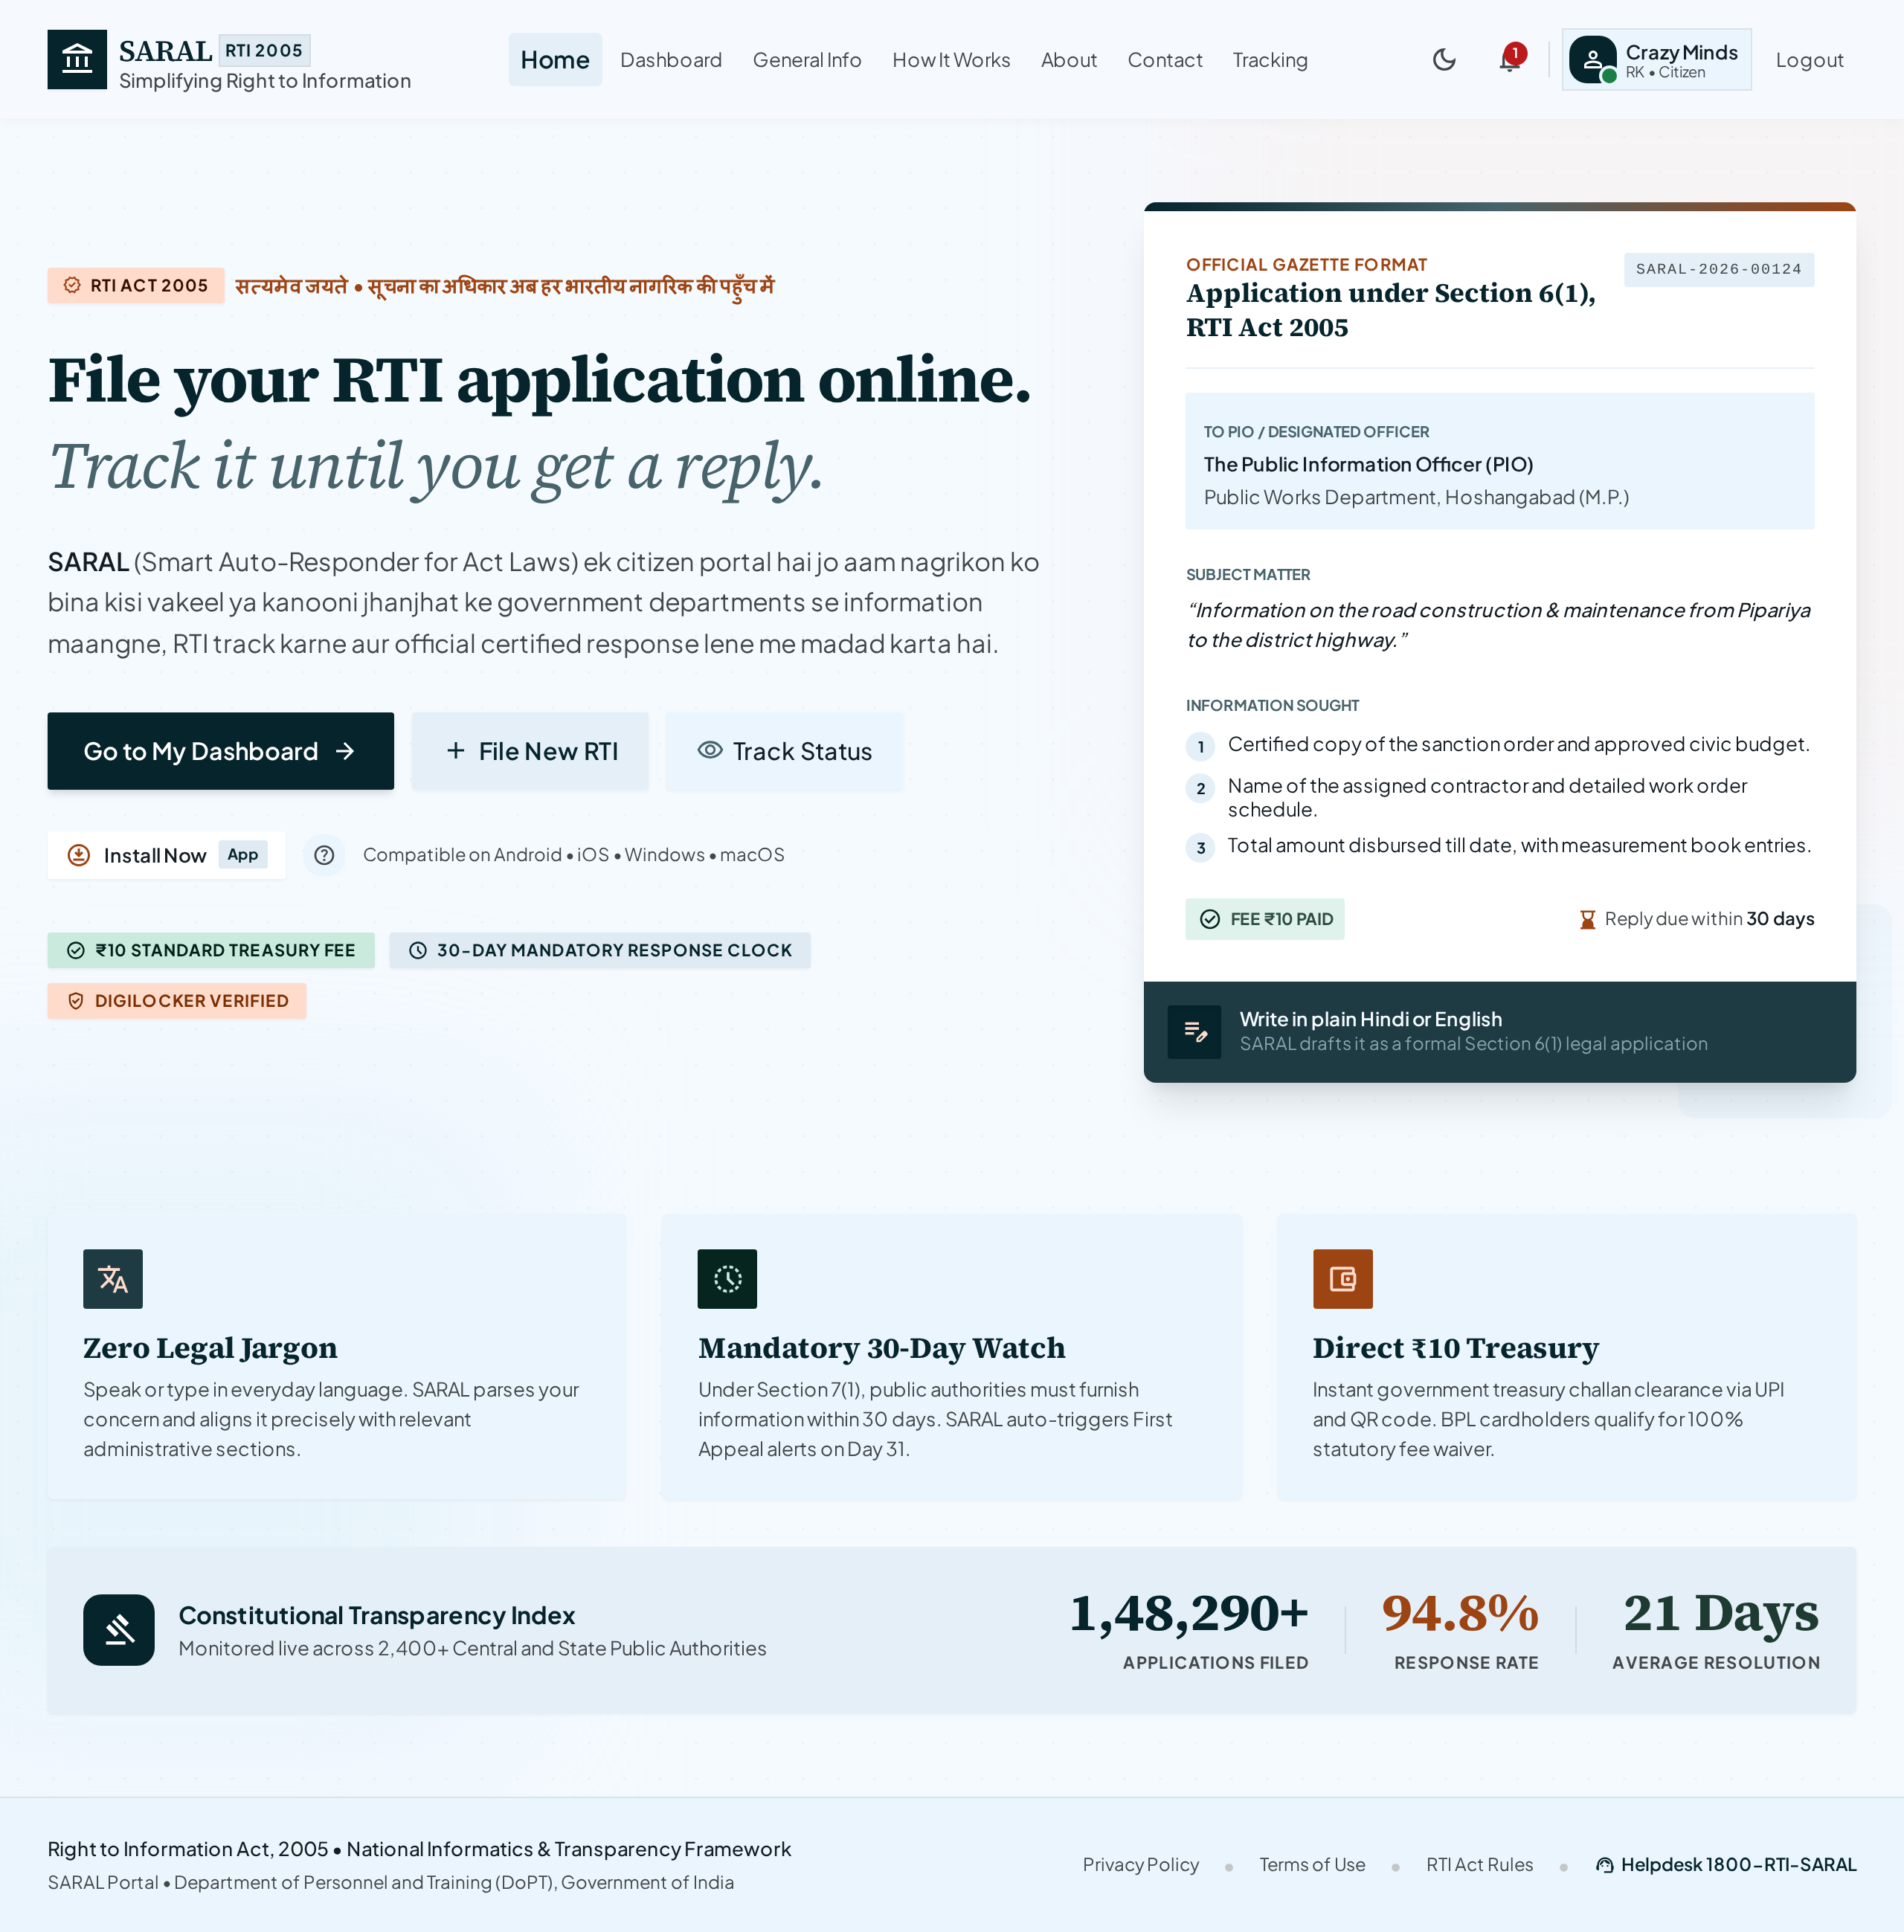 SARAL RTI 2005
Simplifying Right to Information
Home Dashboard General Info How It Works About Contact Tracking
1
Crazy Minds
RK • Citizen
Logout
RTI ACT 2005 सत्यमेव जयते • सूचना का अधिकार अब हर भारतीय नागरिक की पहुँच में
File your RTI application online.
Track it until you get a reply.
SARAL (Smart Auto-Responder for Act Laws) ek citizen portal hai jo aam nagrikon ko
bina kisi vakeel ya kanooni jhanjhat ke government departments se information
maangne, RTI track karne aur official certified response lene me madad karta hai.
Go to My Dashboard File New RTI Track Status
Install Now App Compatible on Android • iOS • Windows • macOS
₹10 STANDARD TREASURY FEE 30-DAY MANDATORY RESPONSE CLOCK
DIGILOCKER VERIFIED
OFFICIAL GAZETTE FORMAT SARAL-2026-00124
Application under Section 6(1),
RTI Act 2005
TO PIO / DESIGNATED OFFICER
The Public Information Officer (PIO)
Public Works Department, Hoshangabad (M.P.)
SUBJECT MATTER
“Information on the road construction & maintenance from Pipariya
to the district highway.”
INFORMATION SOUGHT
1 Certified copy of the sanction order and approved civic budget.
2 Name of the assigned contractor and detailed work order
schedule.
3 Total amount disbursed till date, with measurement book entries.
FEE ₹10 PAID Reply due within 30 days
Write in plain Hindi or English
SARAL drafts it as a formal Section 6(1) legal application
Zero Legal Jargon
Speak or type in everyday language. SARAL parses your
concern and aligns it precisely with relevant
administrative sections.
Mandatory 30-Day Watch
Under Section 7(1), public authorities must furnish
information within 30 days. SARAL auto-triggers First
Appeal alerts on Day 31.
Direct ₹10 Treasury
Instant government treasury challan clearance via UPI
and QR code. BPL cardholders qualify for 100%
statutory fee waiver.
Constitutional Transparency Index
Monitored live across 2,400+ Central and State Public Authorities
1,48,290+
APPLICATIONS FILED
94.8%
RESPONSE RATE
21 Days
AVERAGE RESOLUTION
Right to Information Act, 2005 • National Informatics & Transparency Framework
SARAL Portal • Department of Personnel and Training (DoPT), Government of India
Privacy Policy • Terms of Use • RTI Act Rules • Helpdesk 1800-RTI-SARAL